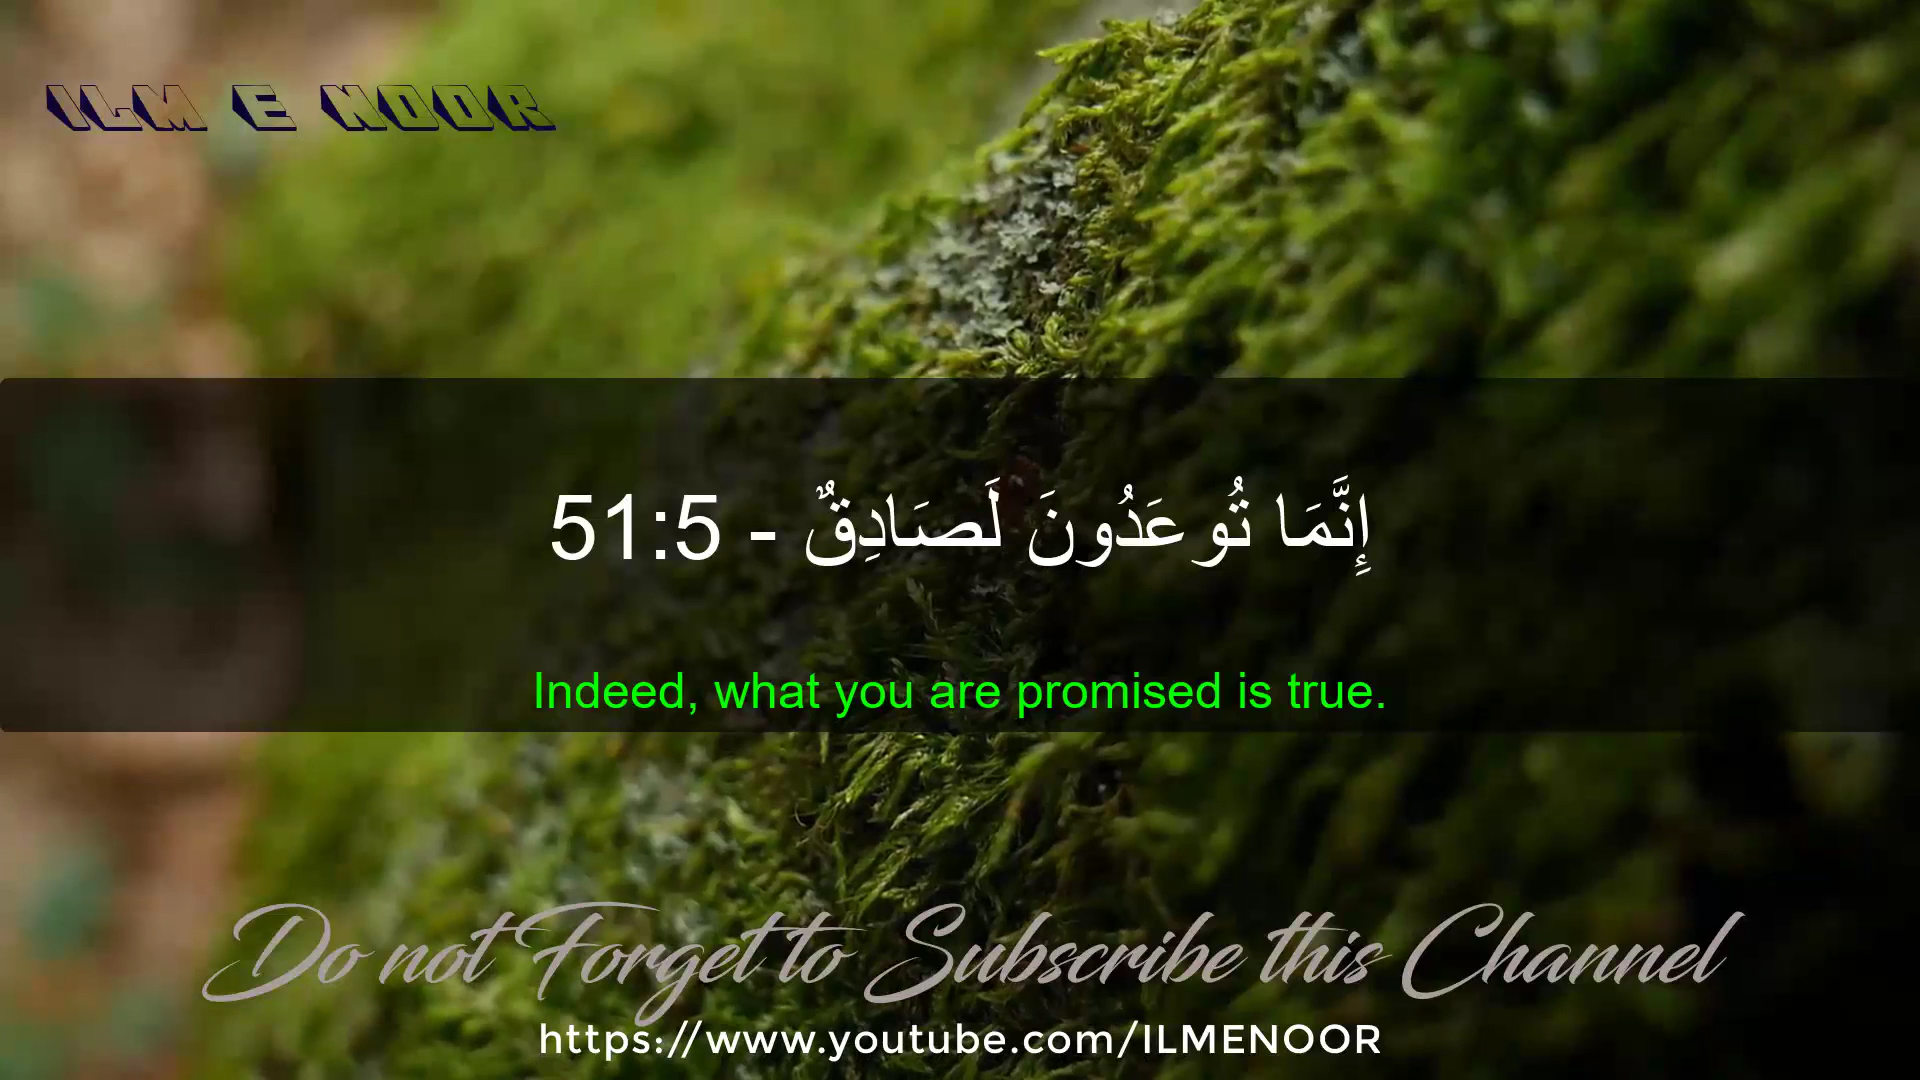 ILM E NOOR
إِنَّمَا تُوعَدُونَ لَصَادِقٌ - 51:5
Indeed, what you are promised is true.
Do not Forget to Subscribe this Channel
https://www.youtube.com/ILMENOOR